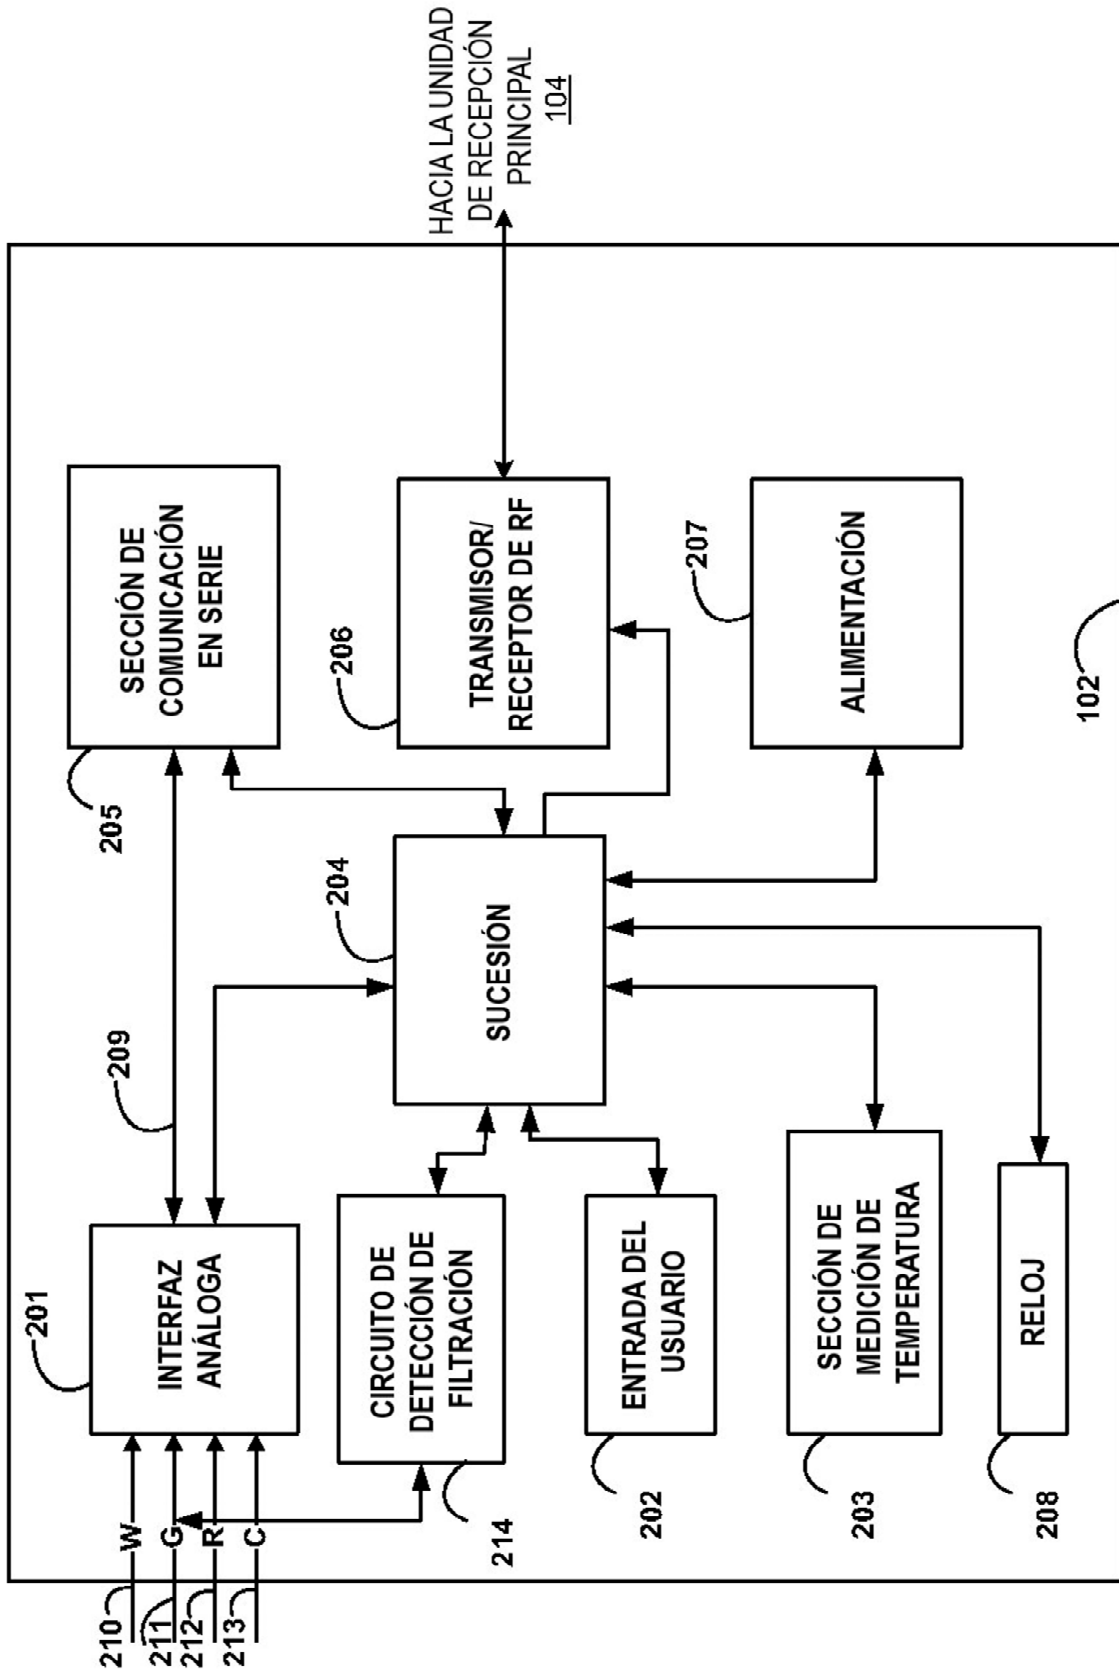 HACIA LA UNIDAD
DE RECEPCIÓN
PRINCIPAL
104
SECCIÓN DE
COMUNICACIÓN
EN SERIE
205
TRANSMISOR/
RECEPTOR DE RF
206
ALIMENTACIÓN
207
102
209
204
SUCESIÓN
201
INTERFAZ
ANÁLOGA
CIRCUITO DE
DETECCIÓN DE
FILTRACIÓN
214
ENTRADA DEL
USUARIO
202
SECCIÓN DE
MEDICIÓN DE
TEMPERATURA
203
RELOJ
208
W
G
R
C
210
211
212
213